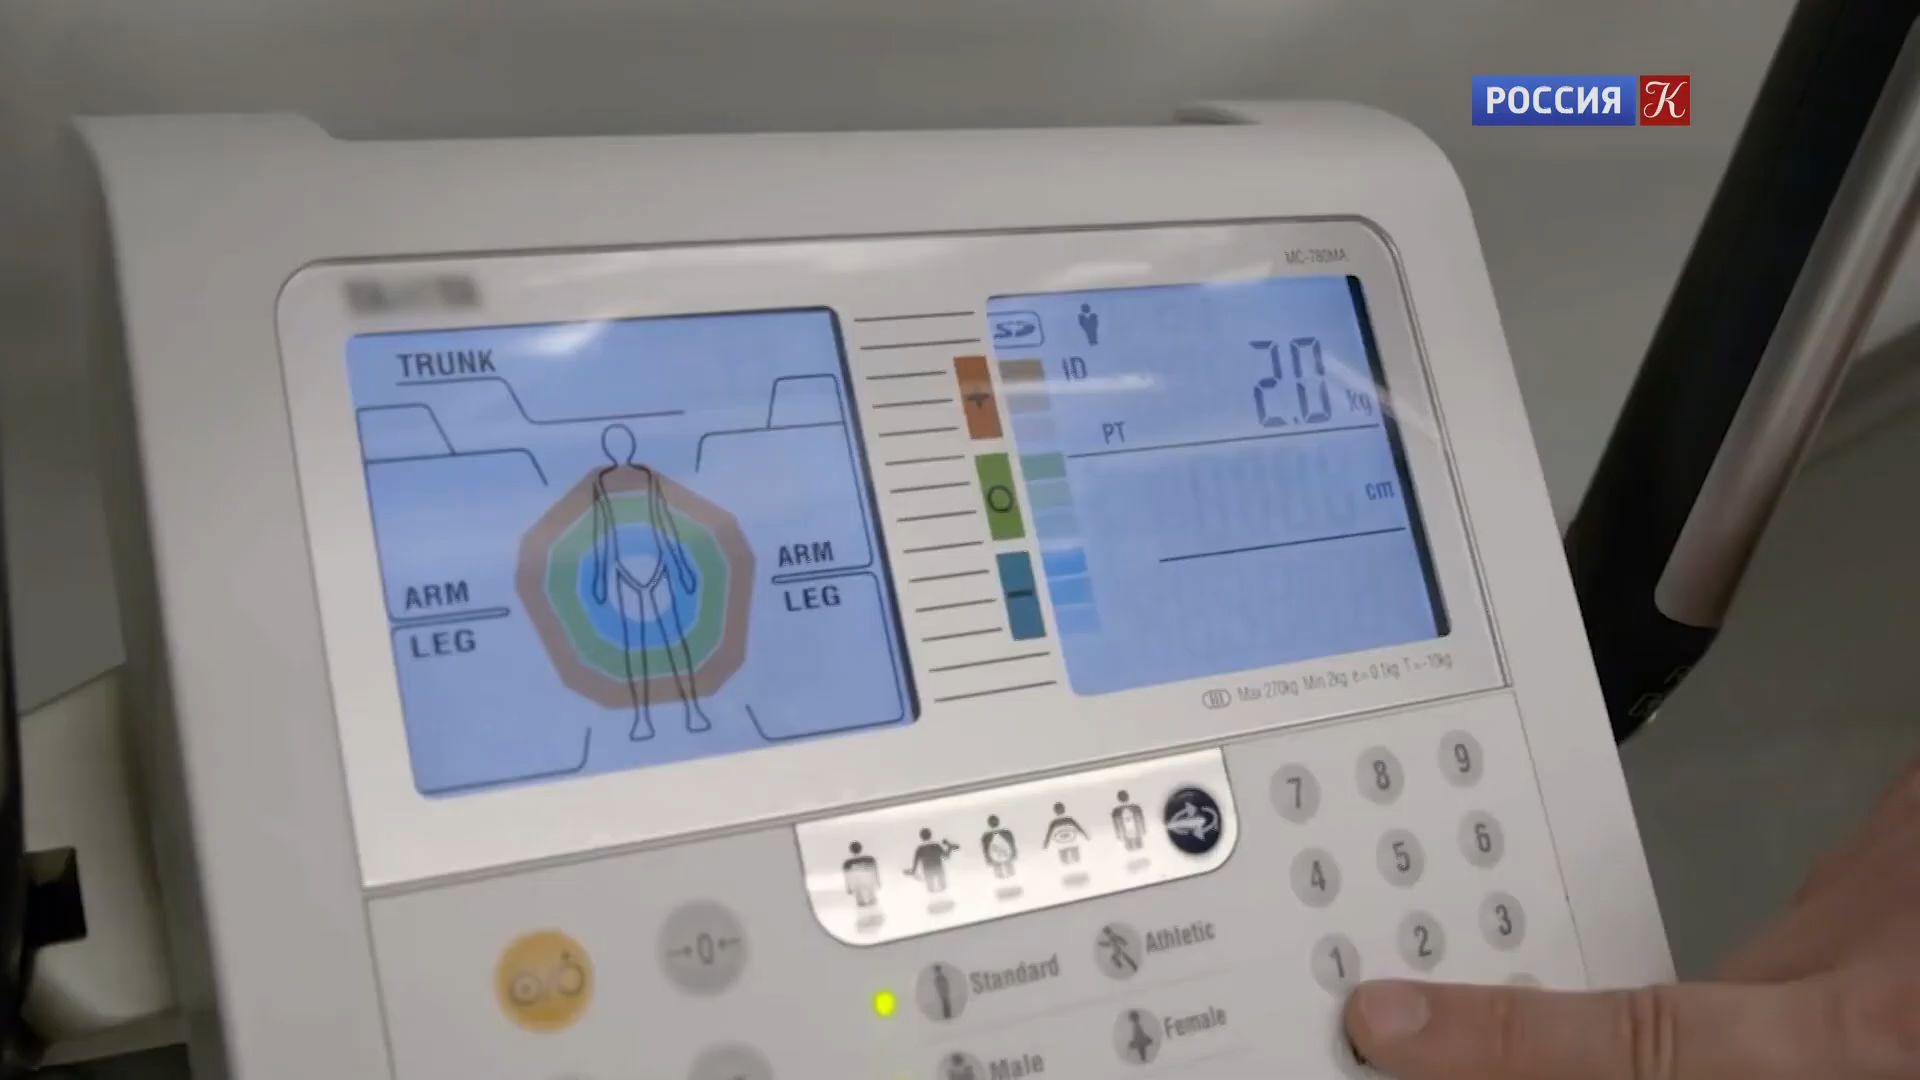 РОССИЯ К
MC-780MA
TRUNK
ARM
LEG
ARM
LEG
SD
ID
2.0 kg
PT
cm
Max 270kg Min 2kg e=0.1kg T=-10kg
7 8 9
4 5 6
1 2 3
→0←
Standard
Athletic
Male
Female